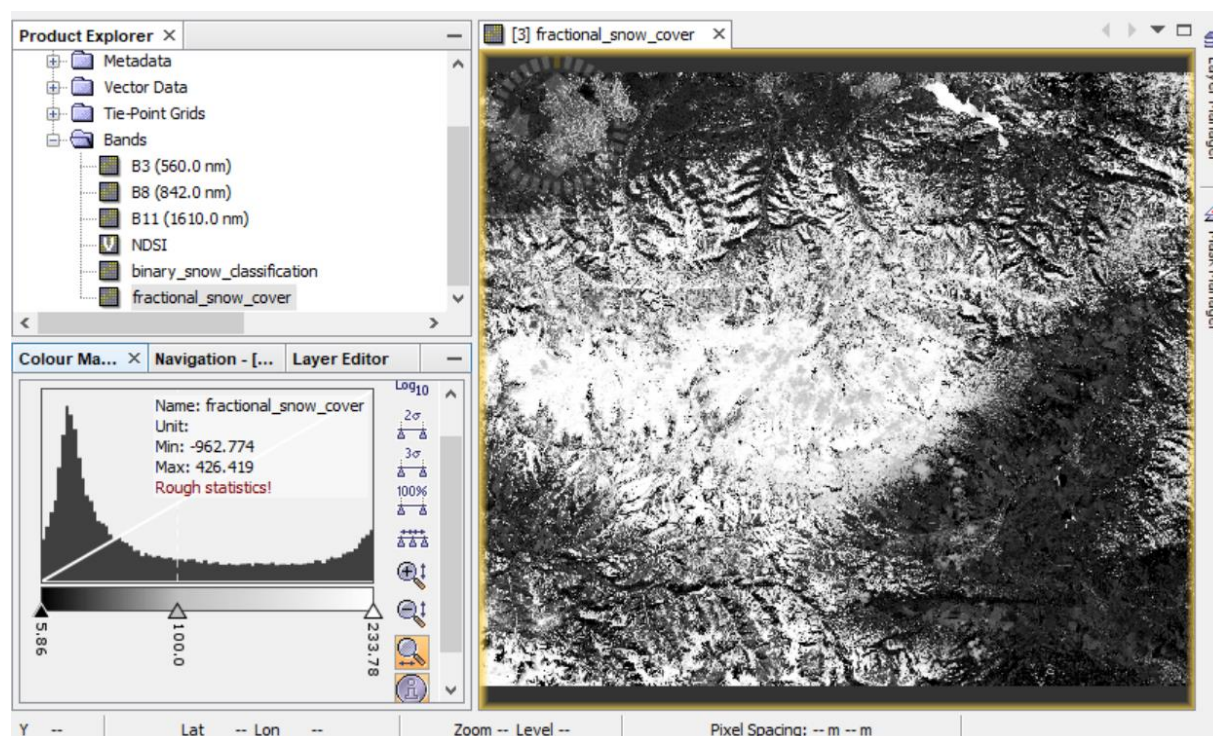 Product Explorer ×
[3] fractional_snow_cover ×
Metadata
Vector Data
Tie-Point Grids
Bands
B3 (560.0 nm)
B8 (842.0 nm)
B11 (1610.0 nm)
NDSI
binary_snow_classification
fractional_snow_cover
Colour Ma... ×
Navigation - [...
Layer Editor
Name: fractional_snow_cover
Unit:
Min: -962.774
Max: 426.419
Rough statistics!
Log10
2σ
3σ
100%
5.86
100.0
233.78
Layer Manager
Y -- Lat -- Lon -- Zoom -- Level -- Pixel Spacing: -- m -- m